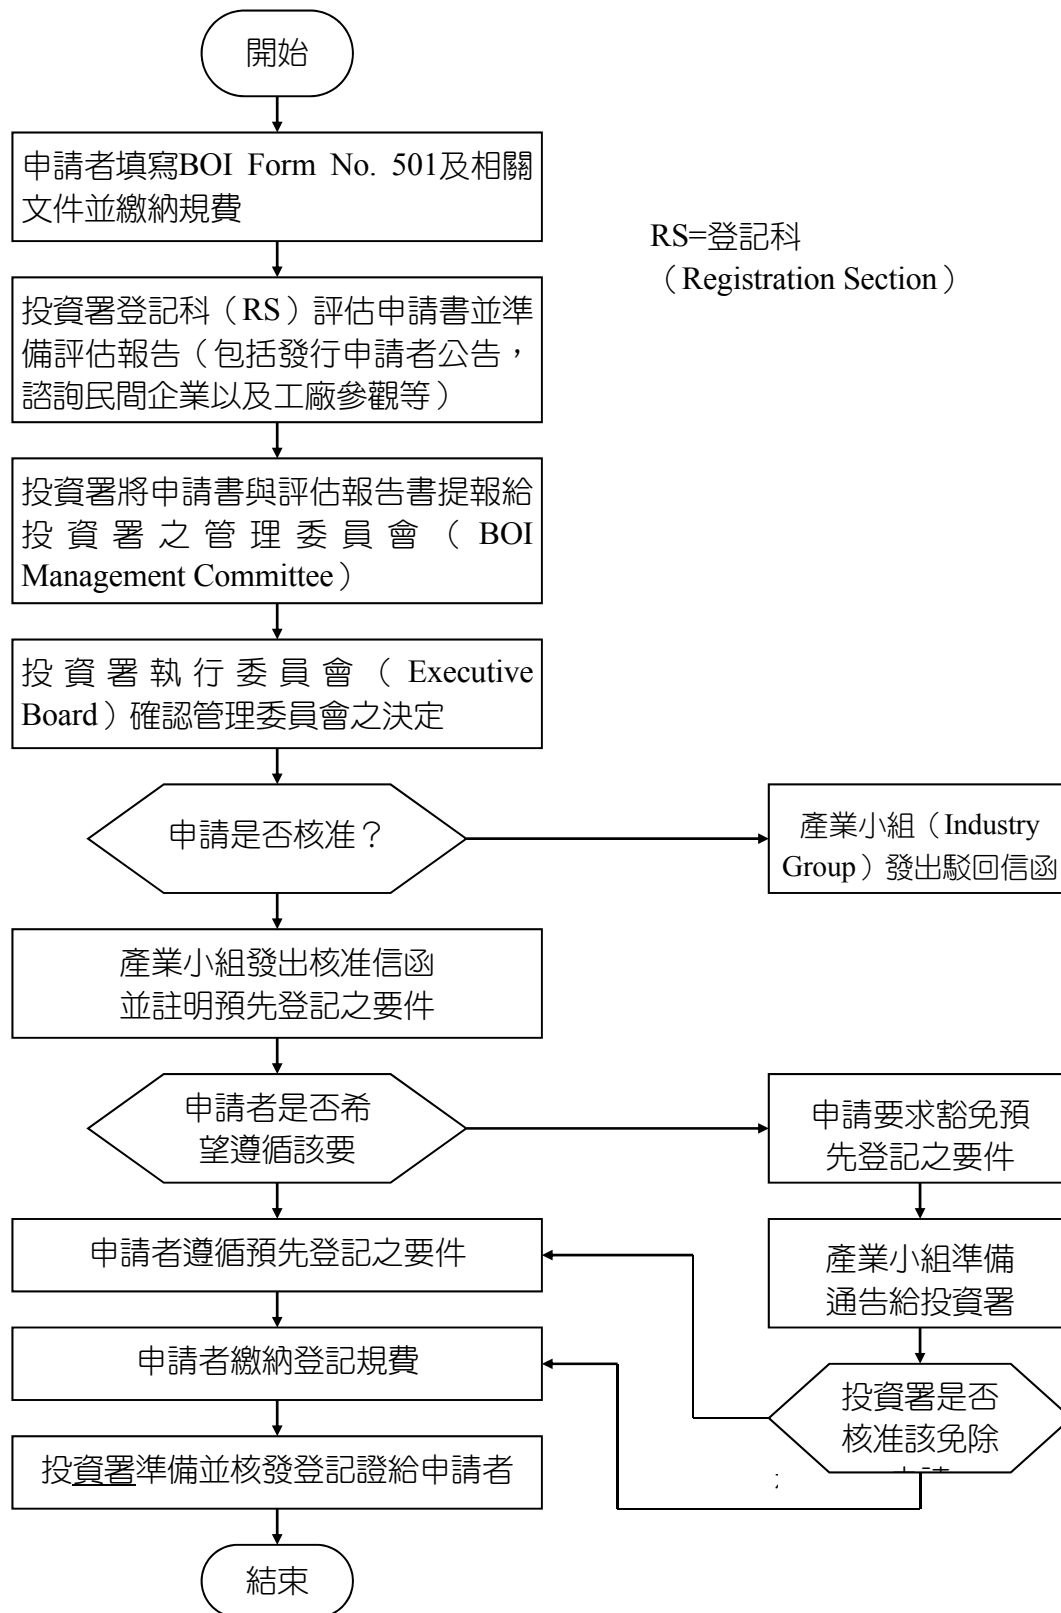 開始
申請者填寫BOI Form No. 501及相關
文件並繳納規費
RS=登記科
（Registration Section）
投資署登記科（RS）評估申請書並準
備評估報告（包括發行申請者公告，
諮詢民間企業以及工廠參觀等）
投資署將申請書與評估報告書提報給
投資署之管理委員會（BOI
Management Committee）
投資署執行委員會（Executive
Board）確認管理委員會之決定
申請是否核准？
產業小組（Industry
Group）發出駁回信函
產業小組發出核准信函
並註明預先登記之要件
申請者是否希
望遵循該要
申請要求豁免預
先登記之要件
申請者遵循預先登記之要件
產業小組準備
通告給投資署
申請者繳納登記規費
投資署是否
核准該免除
投資署準備並核發登記證給申請者
結束